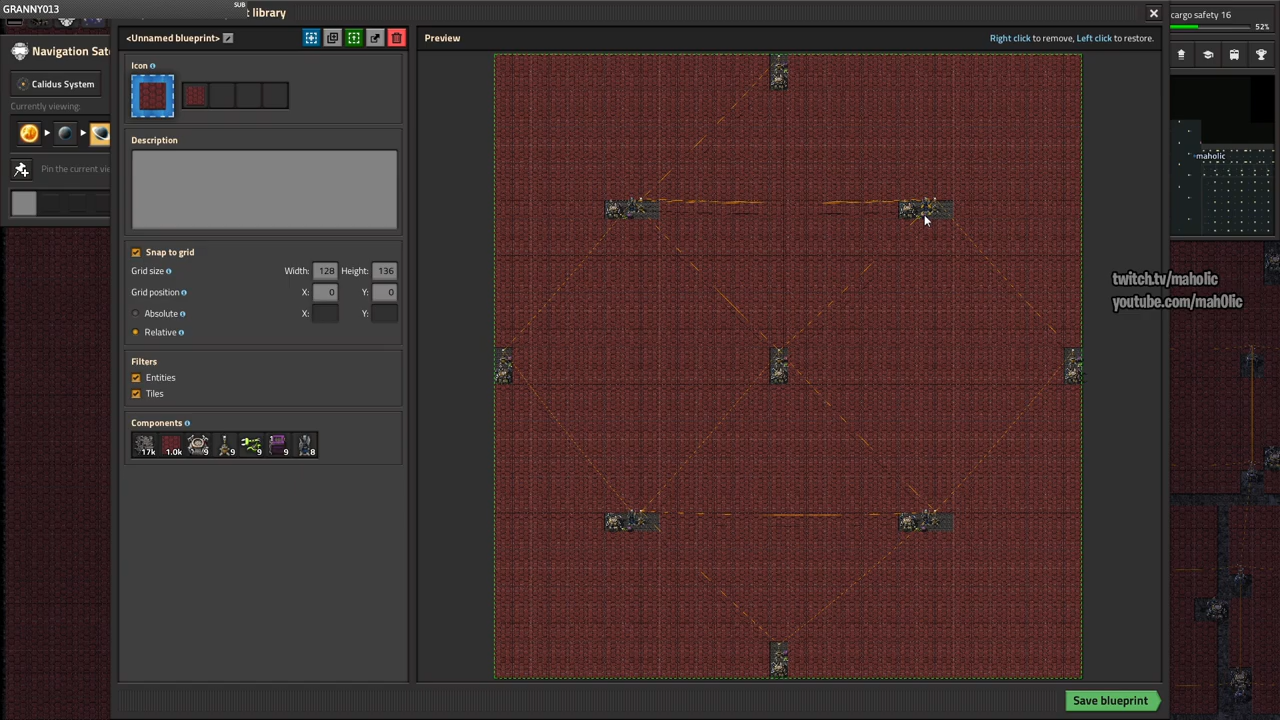 GRANNY013
SUB
t library
cargo safety 16
52%
Navigation Sat
Calidus System
Currently viewing:
Pin the current vie
<Unnamed blueprint>
Icon
Description
Snap to grid
Grid size
Width: 128 Height: 136
Grid position
X: 0 Y: 0
Absolute
X: Y:
Relative
Filters
Entities
Tiles
Components
17k 1.0k 9 9 9 9 8
Preview
Right click to remove, Left click to restore.
maholic
twitch.tv/maholic
youtube.com/mah0lic
Save blueprint